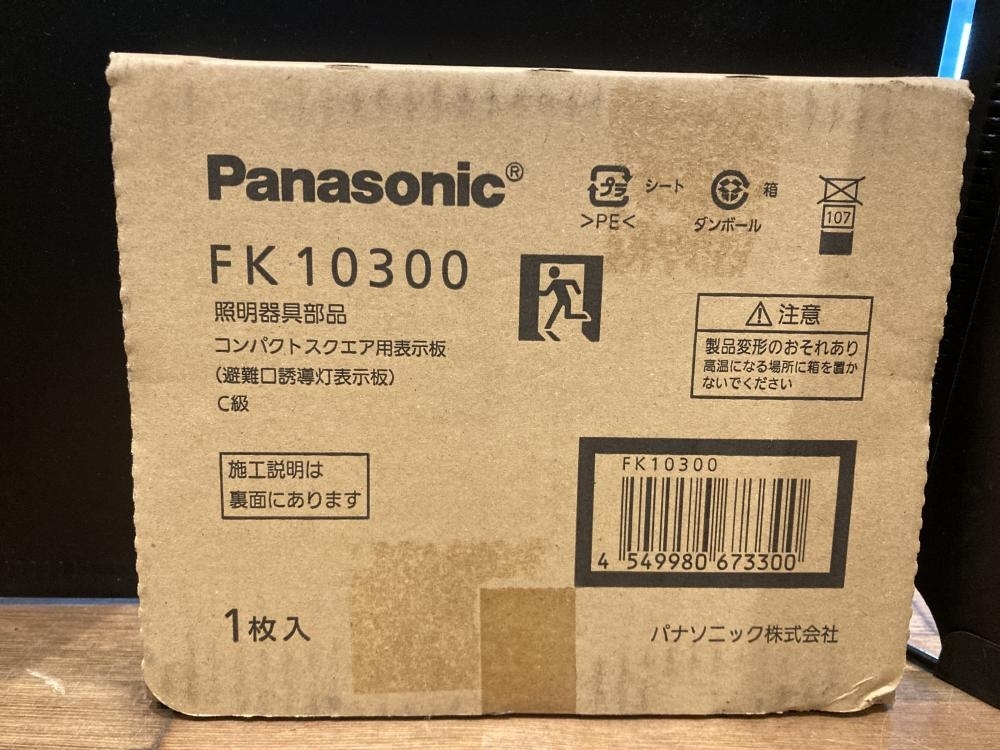 Panasonic®
プラ シート
>PE<
箱
ダンボール
107
FK10300
照明器具部品
コンパクトスクエア用表示板
(避難口誘導灯表示板)
C級
注意
製品変形のおそれあり
高温になる場所に箱を置か
ないでください
施工説明は
裏面にあります
FK10300
4 549980 673300
1枚入
パナソニック株式会社